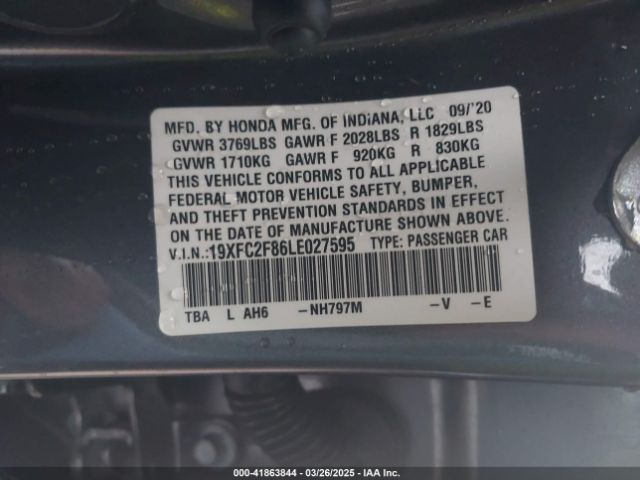 MFD. BY HONDA MFG. OF INDIANA, LLC 09/'20
GVWR 3769LBS GAWR F 2028LBS R 1829LBS
GVWR 1710KG GAWR F 920KG R 830KG
THIS VEHICLE CONFORMS TO ALL APPLICABLE
FEDERAL MOTOR VEHICLE SAFETY, BUMPER,
AND THEFT PREVENTION STANDARDS IN EFFECT
ON THE DATE OF MANUFACTURE SHOWN ABOVE.
V.I.N.:19XFC2F86LE027595 TYPE: PASSENGER CAR
TBA L AH6 -NH797M -V -E
000-41863844 | 03/26/2025 - IAA Inc.